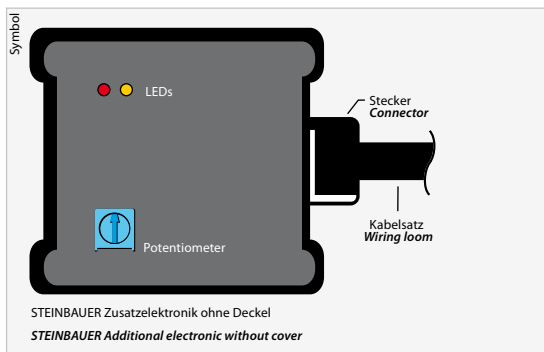 Symbol
LEDs
Stecker
Connector
Kabelsatz
Wiring loom
Potentiometer
STEINBAUER Zusatzelektronik ohne Deckel
STEINBAUER Additional electronic without cover